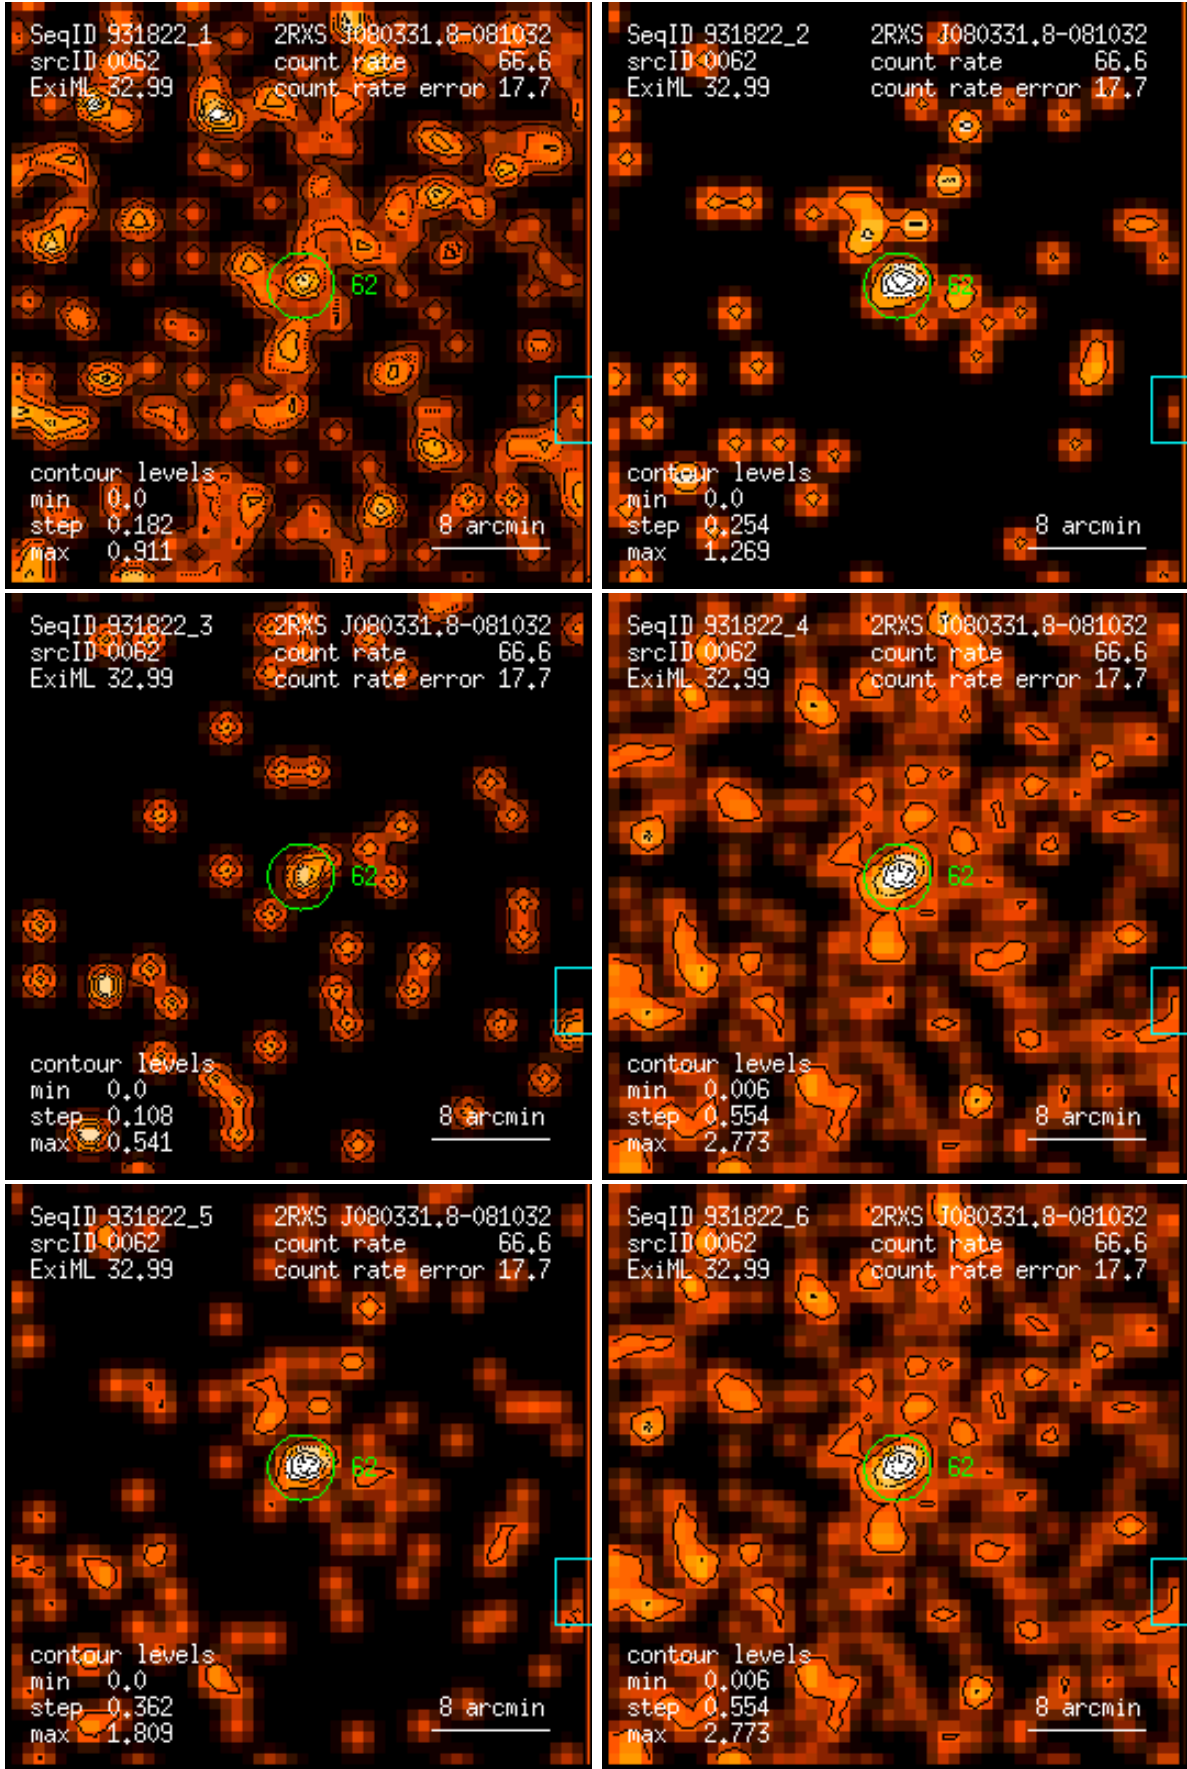 SeqID 931822_1 2RXS J080331.8-081032
srcID 0062 count rate 66.6
ExiML 32.99 count rate error 17.7
62
contour levels
min 0.0
step 0.182 8 arcmin
max 0.911
SeqID 931822_2 2RXS J080331.8-081032
srcID 0062 count rate 66.6
ExiML 32.99 count rate error 17.7
62
contour levels
min 0.0
step 0.254 8 arcmin
max 1.269
SeqID 931822_3 2RXS J080331.8-081032
srcID 0062 count rate 66.6
ExiML 32.99 count rate error 17.7
62
contour levels
min 0.0
step 0.108 8 arcmin
max 0.541
SeqID 931822_4 2RXS J080331.8-081032
srcID 0062 count rate 66.6
ExiML 32.99 count rate error 17.7
62
contour levels
min 0.006
step 0.554 8 arcmin
max 2.773
SeqID 931822_5 2RXS J080331.8-081032
srcID 0062 count rate 66.6
ExiML 32.99 count rate error 17.7
62
contour levels
min 0.0
step 0.362 8 arcmin
max 1.809
SeqID 931822_6 2RXS J080331.8-081032
srcID 0062 count rate 66.6
ExiML 32.99 count rate error 17.7
62
contour levels
min 0.006
step 0.554 8 arcmin
max 2.773